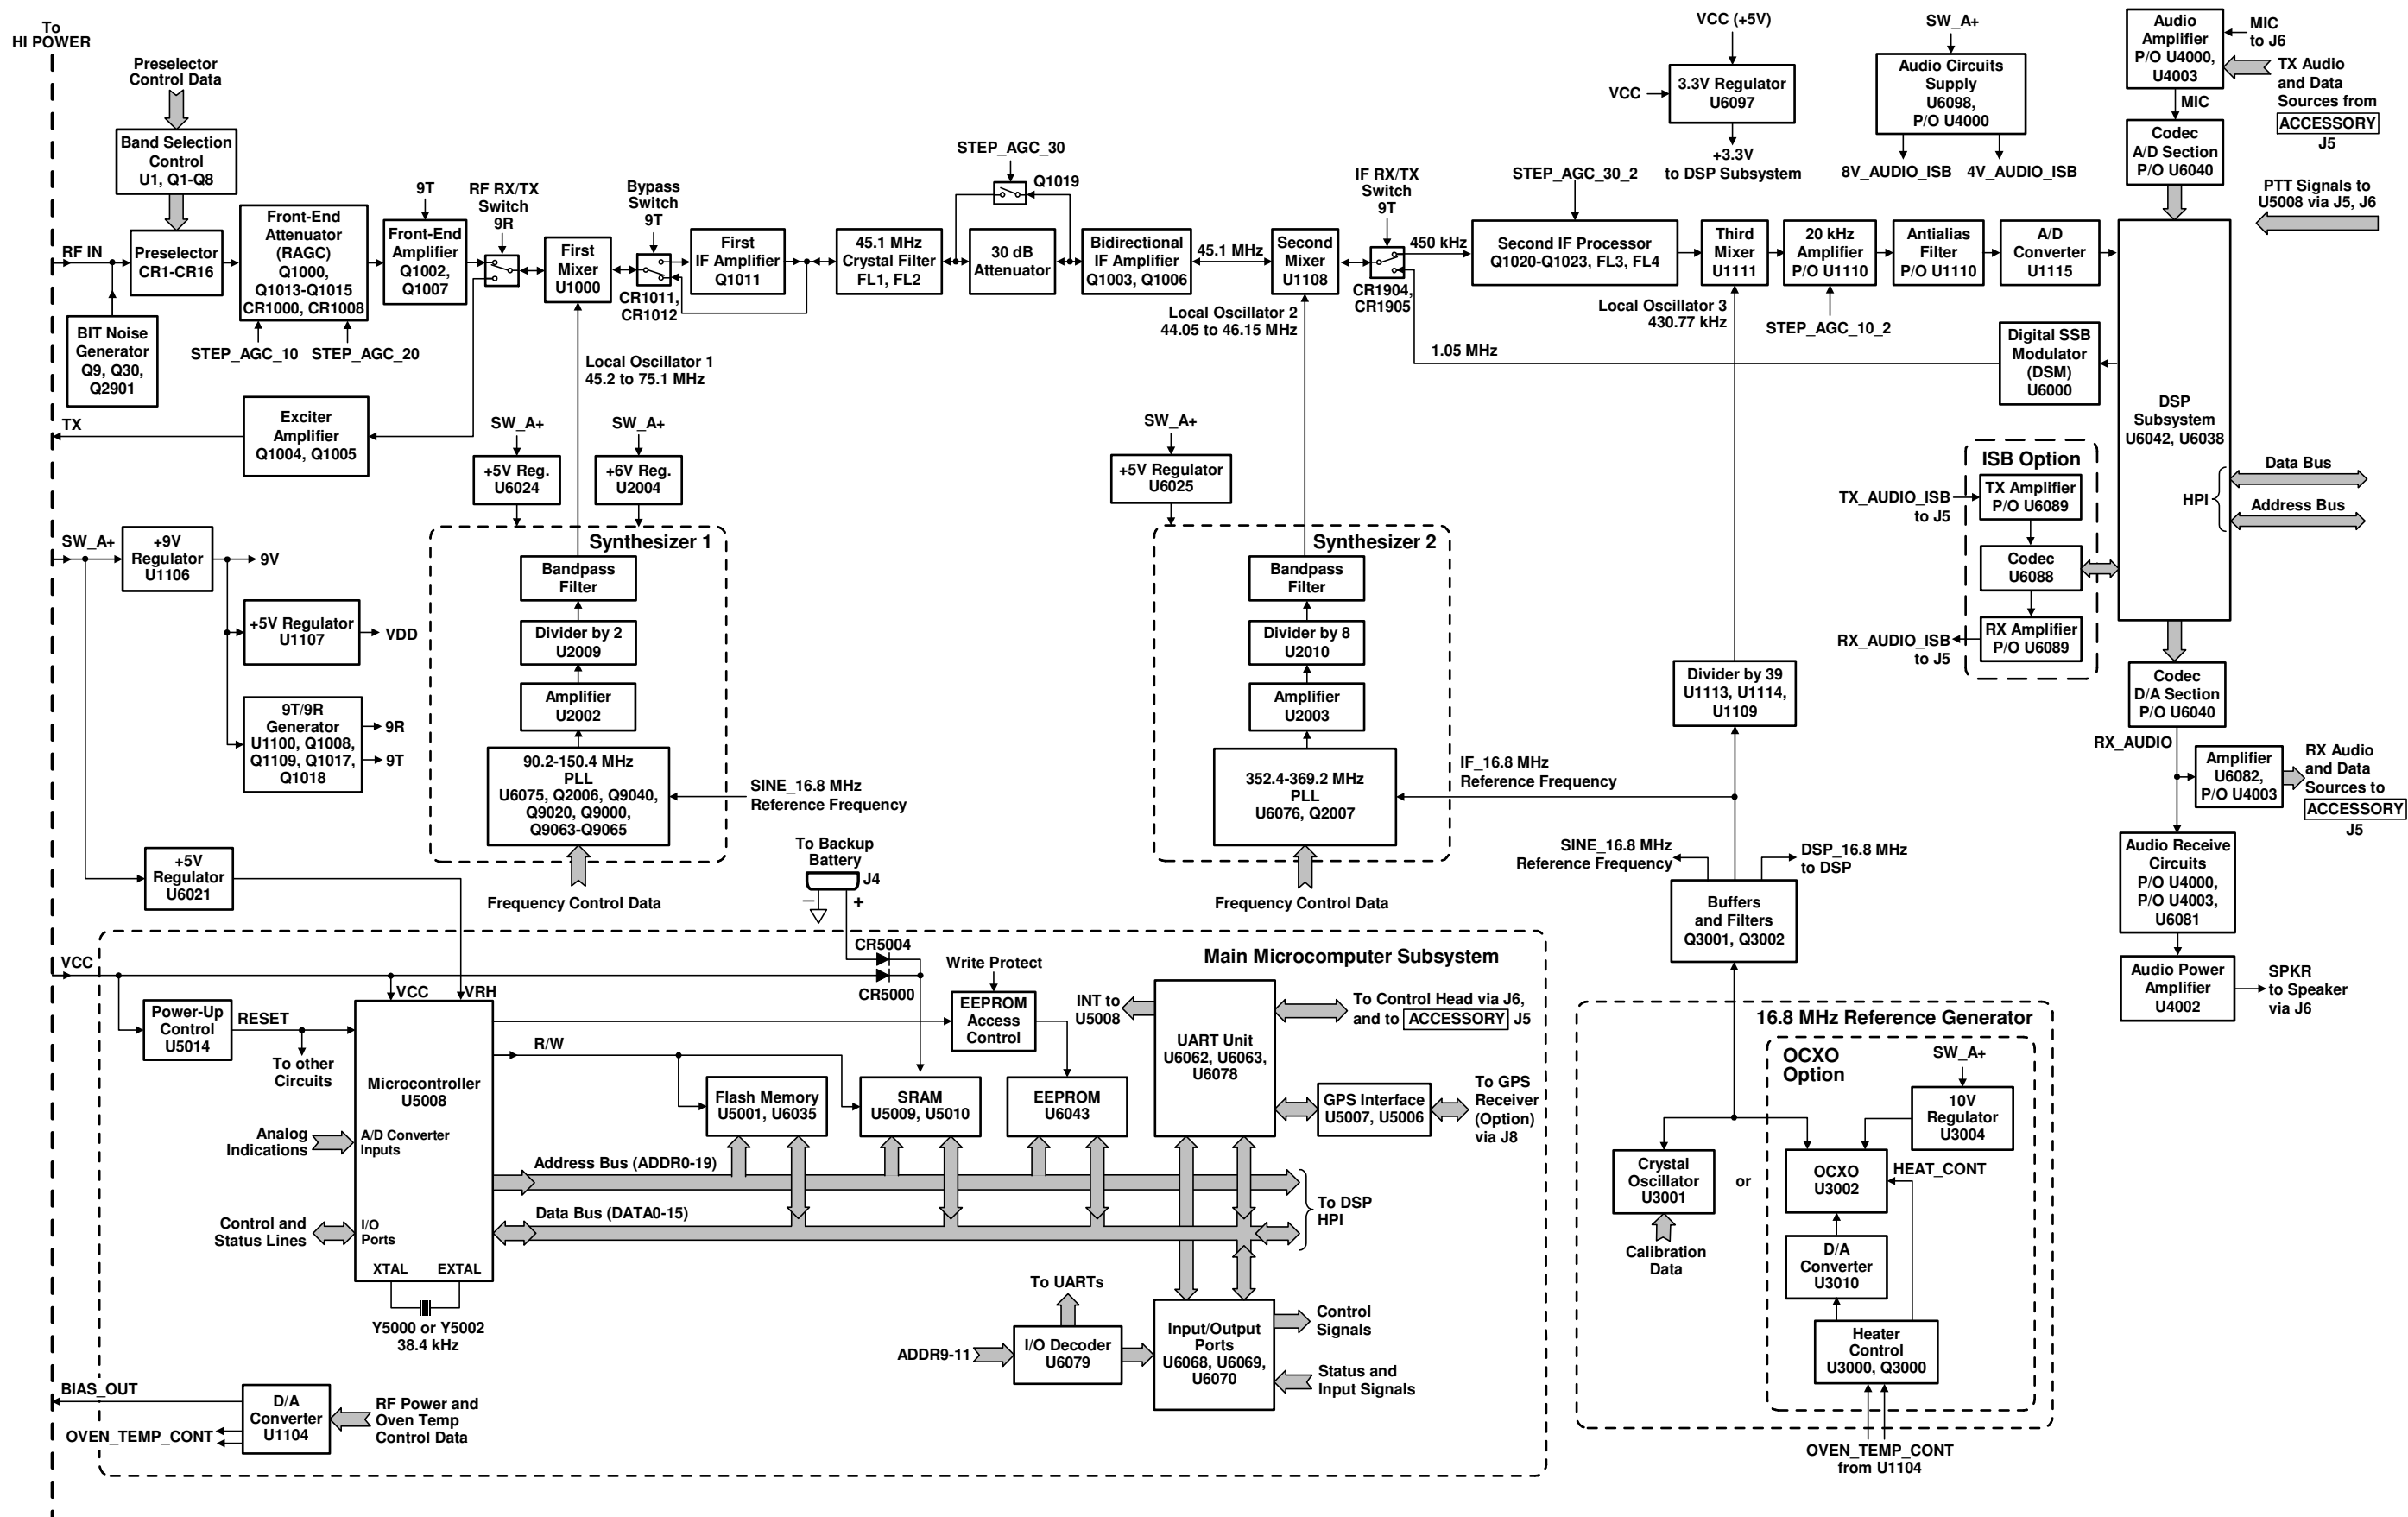 To
HI POWER
Preselector
Control Data
Band Selection
Control
U1, Q1-Q8
RF IN
Preselector
CR1-CR16
BIT Noise
Generator
Q9, Q30,
Q2901
Front-End
Attenuator
(RAGC)
Q1000,
Q1013-Q1015
CR1000, CR1008
STEP_AGC_10
STEP_AGC_20
9T
Front-End
Amplifier
Q1002,
Q1007
RF RX/TX
Switch
9R
First
Mixer
U1000
Bypass
Switch
9T
CR1011,
CR1012
First
IF Amplifier
Q1011
45.1 MHz
Crystal Filter
FL1, FL2
STEP_AGC_30
Q1019
30 dB
Attenuator
Bidirectional
IF Amplifier
Q1003, Q1006
45.1 MHz
Second
Mixer
U1108
IF RX/TX
Switch
9T
CR1904,
CR1905
450 kHz
STEP_AGC_30_2
Second IF Processor
Q1020-Q1023, FL3, FL4
Third
Mixer
U1111
20 kHz
Amplifier
P/O U1110
STEP_AGC_10_2
Antialias
Filter
P/O U1110
A/D
Converter
U1115
VCC (+5V)
VCC
3.3V Regulator
U6097
+3.3V
to DSP Subsystem
SW_A+
Audio Circuits
Supply
U6098,
P/O U4000
8V_AUDIO_ISB
4V_AUDIO_ISB
Audio
Amplifier
P/O U4000,
U4003
MIC
to J6
TX Audio
and Data
Sources from
ACCESSORY
J5
MIC
Codec
A/D Section
P/O U6040
PTT Signals to
U5008 via J5, J6
Local Oscillator 1
45.2 to 75.1 MHz
Local Oscillator 2
44.05 to 46.15 MHz
Local Oscillator 3
430.77 kHz
1.05 MHz
Digital SSB
Modulator
(DSM)
U6000
DSP
Subsystem
U6042, U6038
HPI
Data Bus
Address Bus
TX
Exciter
Amplifier
Q1004, Q1005
SW_A+
+5V Reg.
U6024
SW_A+
+6V Reg.
U2004
SW_A+
+5V Regulator
U6025
ISB Option
TX_AUDIO_ISB
to J5
TX Amplifier
P/O U6089
Codec
U6088
RX_AUDIO_ISB
to J5
RX Amplifier
P/O U6089
SW_A+
+9V
Regulator
U1106
9V
+5V Regulator
U1107
VDD
9T/9R
Generator
U1100, Q1008,
Q1109, Q1017,
Q1018
9R
9T
+5V
Regulator
U6021
Synthesizer 1
Bandpass
Filter
Divider by 2
U2009
Amplifier
U2002
90.2-150.4 MHz
PLL
U6075, Q2006, Q9040,
Q9020, Q9000,
Q9063-Q9065
SINE_16.8 MHz
Reference Frequency
Frequency Control Data
Synthesizer 2
Bandpass
Filter
Divider by 8
U2010
Amplifier
U2003
352.4-369.2 MHz
PLL
U6076, Q2007
IF_16.8 MHz
Reference Frequency
Frequency Control Data
Divider by 39
U1113, U1114,
U1109
SINE_16.8 MHz
Reference Frequency
DSP_16.8 MHz
to DSP
Buffers
and Filters
Q3001, Q3002
Codec
D/A Section
P/O U6040
RX_AUDIO
Amplifier
U6082,
P/O U4003
RX Audio
and Data
Sources to
ACCESSORY
J5
Audio Receive
Circuits
P/O U4000,
P/O U4003,
U6081
Audio Power
Amplifier
U4002
SPKR
to Speaker
via J6
To Backup
Battery
J4
–
+
Main Microcomputer Subsystem
VCC
CR5004
CR5000
VCC
VRH
Power-Up
Control
U5014
RESET
To other
Circuits
Microcontroller
U5008
Analog
Indications
A/D Converter
Inputs
Control and
Status Lines
I/O
Ports
XTAL
EXTAL
Y5000 or Y5002
38.4 kHz
R/W
Write Protect
EEPROM
Access
Control
Flash Memory
U5001, U6035
SRAM
U5009, U5010
EEPROM
U6043
INT to
U5008
UART Unit
U6062, U6063,
U6078
To Control Head via J6,
and to ACCESSORY J5
GPS Interface
U5007, U5006
To GPS
Receiver
(Option)
via J8
Address Bus (ADDR0-19)
Data Bus (DATA0-15)
To DSP
HPI
To UARTs
ADDR9-11
I/O Decoder
U6079
Input/Output
Ports
U6068, U6069,
U6070
Control
Signals
Status and
Input Signals
BIAS_OUT
OVEN_TEMP_CONT
D/A
Converter
U1104
RF Power and
Oven Temp
Control Data
16.8 MHz Reference Generator
OCXO
Option
SW_A+
10V
Regulator
U3004
Crystal
Oscillator
U3001
or
OCXO
U3002
HEAT_CONT
Calibration
Data
D/A
Converter
U3010
Heater
Control
U3000, Q3000
OVEN_TEMP_CONT
from U1104